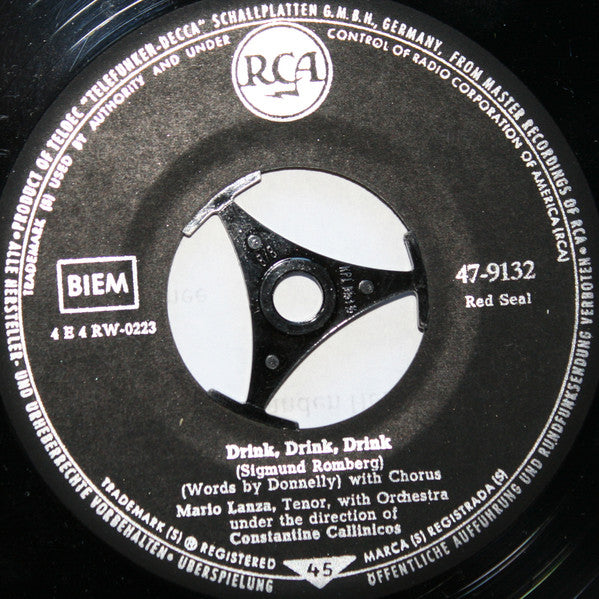 PRODUCT OF TELDEC "TELEFUNKEN-DECCA" SCHALLPLATTEN G.M.B.H., GERMANY. FROM MASTER RECORDINGS OF RCA
TRADEMARK (S) USED BY AUTHORITY AND UNDER CONTROL OF RADIO CORPORATION OF AMERICA (RCA)
RCA
BIEM
4 E 4 RW-0223
47-9132
Red Seal
Drink, Drink, Drink
(Sigmund Romberg)
(Words by Donnelly) with Chorus
Mario Lanza, Tenor, with Orchestra
under the direction of
Constantine Callinicos
TRADEMARK (S) ® REGISTERED
45
MARCA (S) REGISTRADA (S)
• ALLE HERSTELLER- UND URHEBERRECHTE VORBEHALTEN • ÜBERSPIELUNG
ÖFFENTLICHE AUFFÜHRUNG UND RUNDFUNKSENDUNG VERBOTEN •